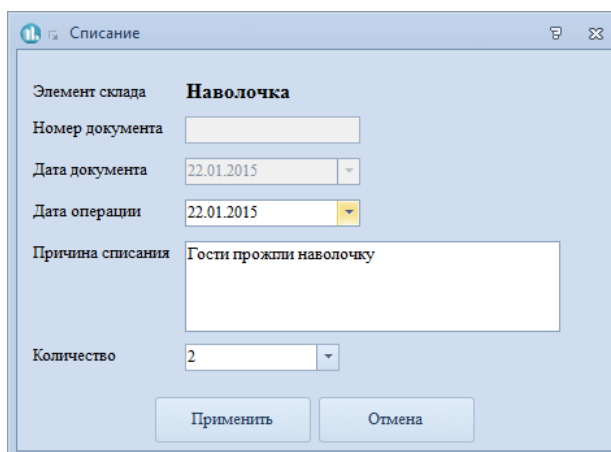 Списание
Элемент склада Наволочка
Номер документа
Дата документа 22.01.2015
Дата операции 22.01.2015
Причина списания Гости прожгли наволочку
Количество 2
Применить Отмена